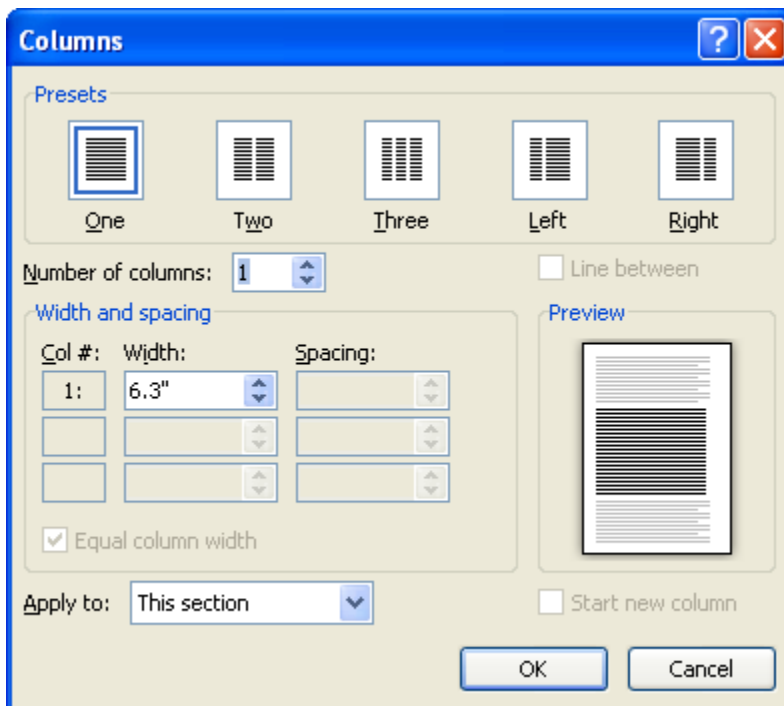 Columns
Presets
One Two Three Left Right
Number of columns: 1 Line between
Width and spacing Preview
Col #: Width: Spacing:
1: 6.3"
Equal column width
Apply to: This section Start new column
OK Cancel